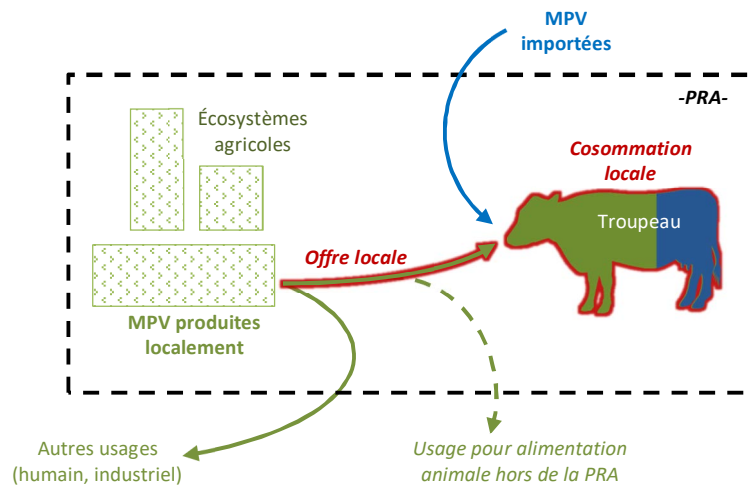 MPV
importées
-PRA-
Écosystèmes
agricoles
Cosommation
locale
Troupeau
Offre locale
MPV produites
localement
Autres usages
(humain, industriel)
Usage pour alimentation
animale hors de la PRA